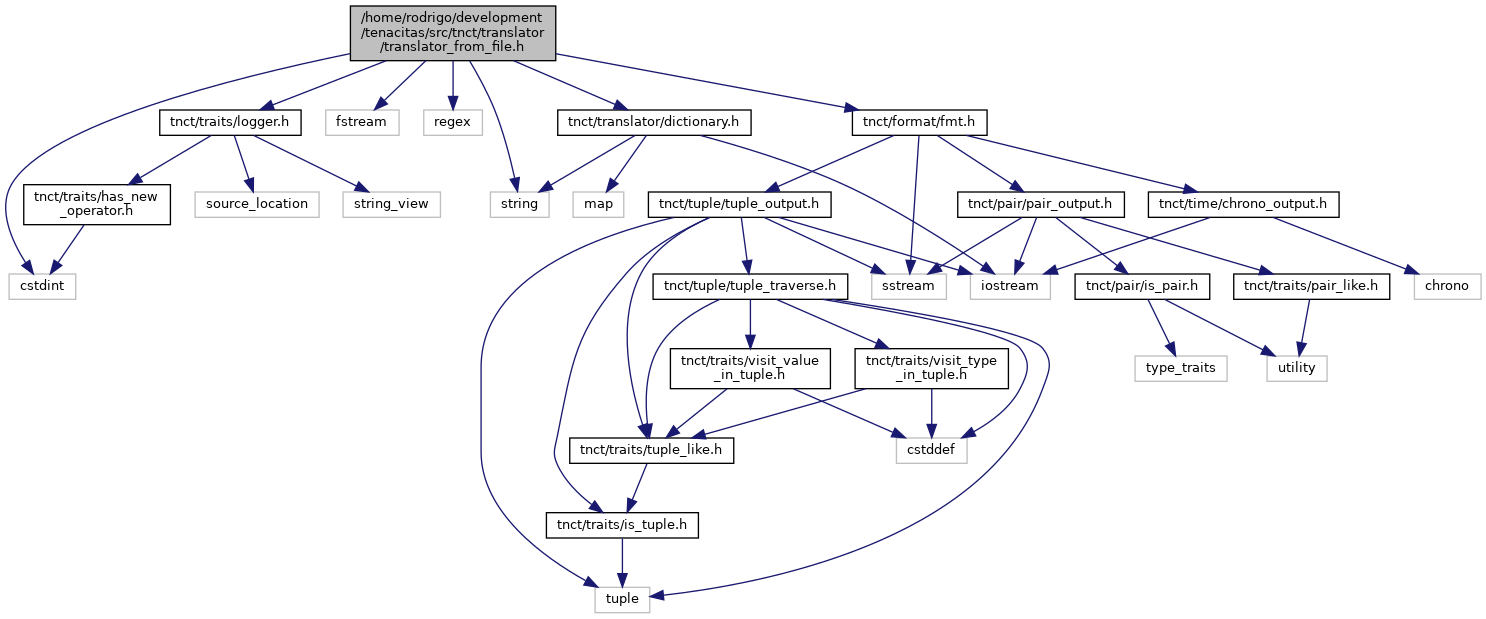 /home/rodrigo/development
/tenacitas/src/tnct/translator
/translator_from_file.h
tnct/traits/logger.h
fstream
regex
tnct/translator/dictionary.h
tnct/format/fmt.h
tnct/traits/has_new
_operator.h
source_location
string_view
string
map
tnct/tuple/tuple_output.h
tnct/pair/pair_output.h
tnct/time/chrono_output.h
cstdint
tnct/tuple/tuple_traverse.h
sstream
iostream
tnct/pair/is_pair.h
tnct/traits/pair_like.h
chrono
tnct/traits/visit_value
_in_tuple.h
tnct/traits/visit_type
_in_tuple.h
type_traits
utility
tnct/traits/tuple_like.h
cstddef
tnct/traits/is_tuple.h
tuple